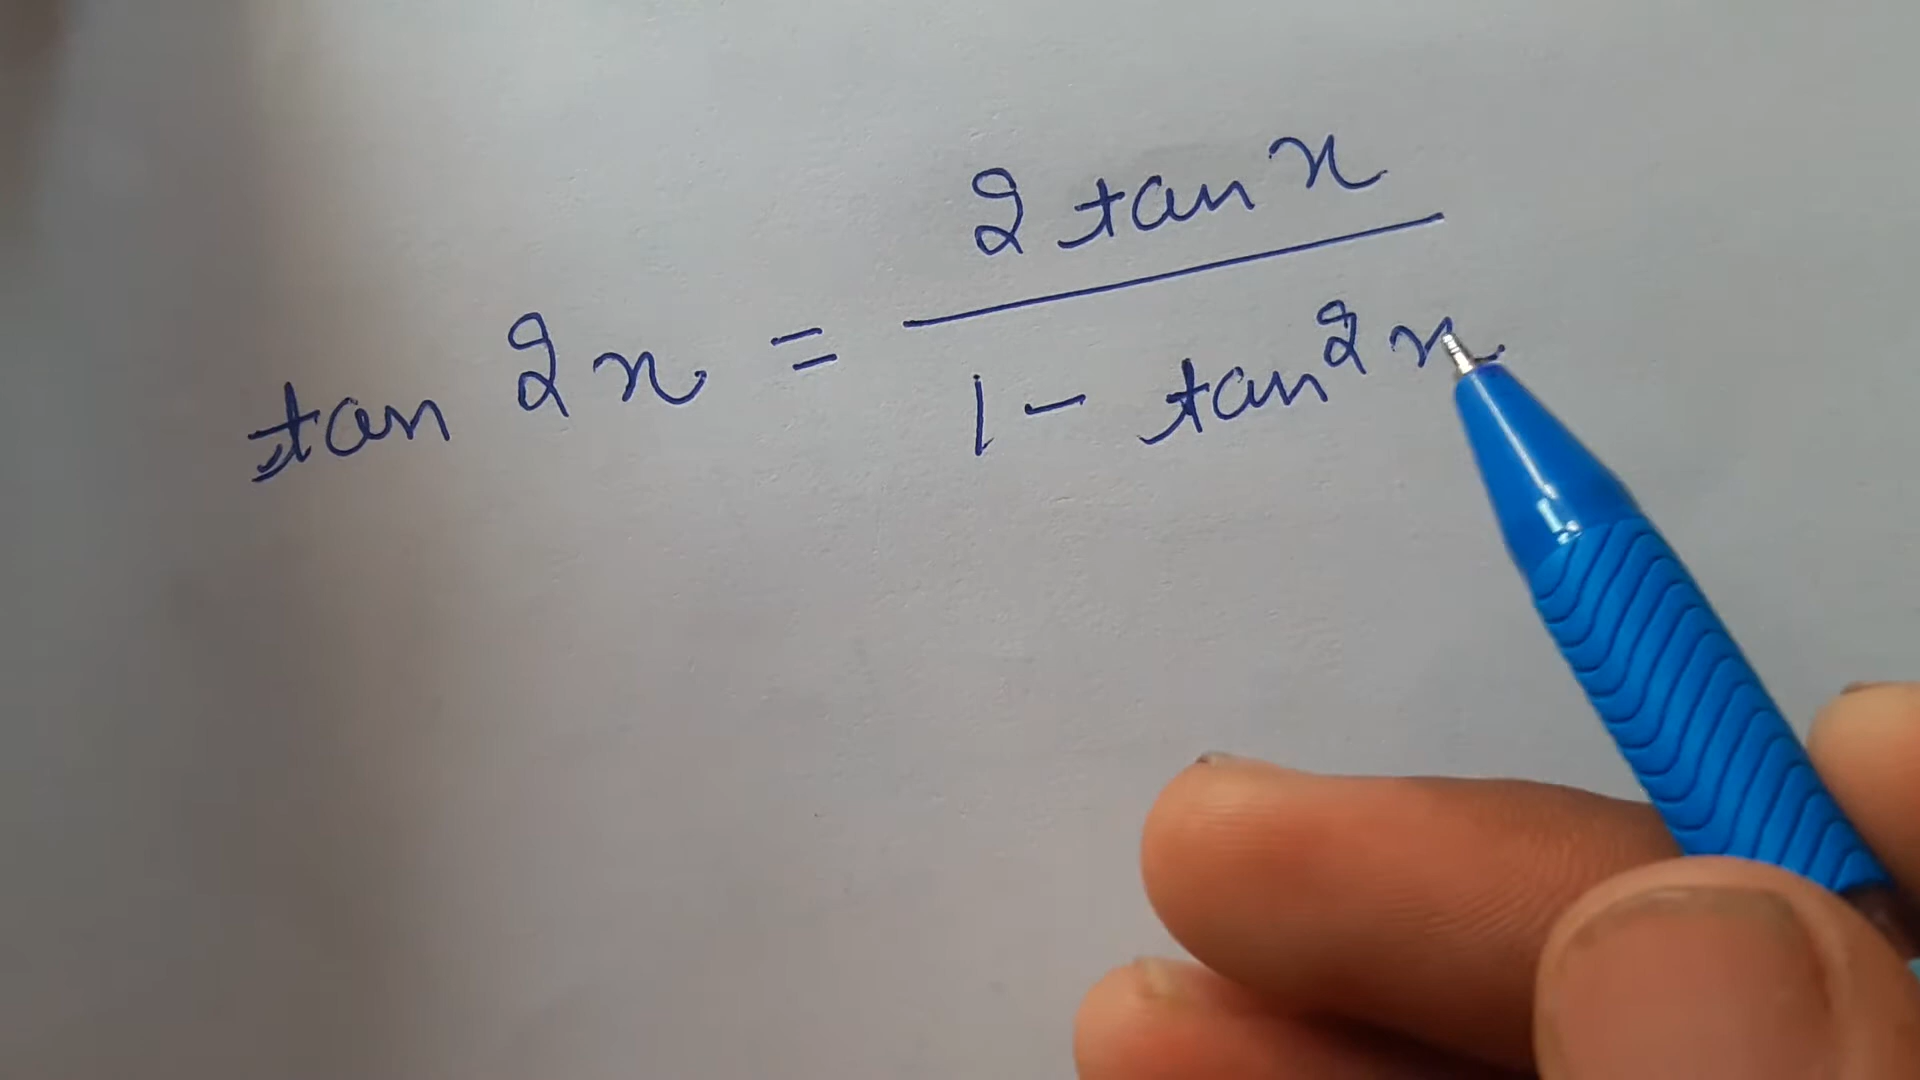 tan 2x = 2 tan x / 1 - tan² x